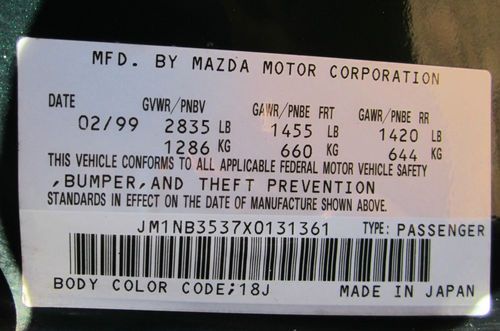 MFD. BY MAZDA MOTOR CORPORATION
DATE GVWR/PNBV GAWR/PNBE FRT GAWR/PNBE RR
02/99 2835 LB 1455 LB 1420 LB
1286 KG 660 KG 644 KG
THIS VEHICLE CONFORMS TO ALL APPLICABLE FEDERAL MOTOR VEHICLE SAFETY
,BUMPER,AND THEFT PREVENTION
STANDARDS IN EFFECT ON THE DATE OF MANUFACTURE SHOWN ABOVE.
JM1NB3537X0131361 TYPE: PASSENGER
BODY COLOR CODE;18J MADE IN JAPAN